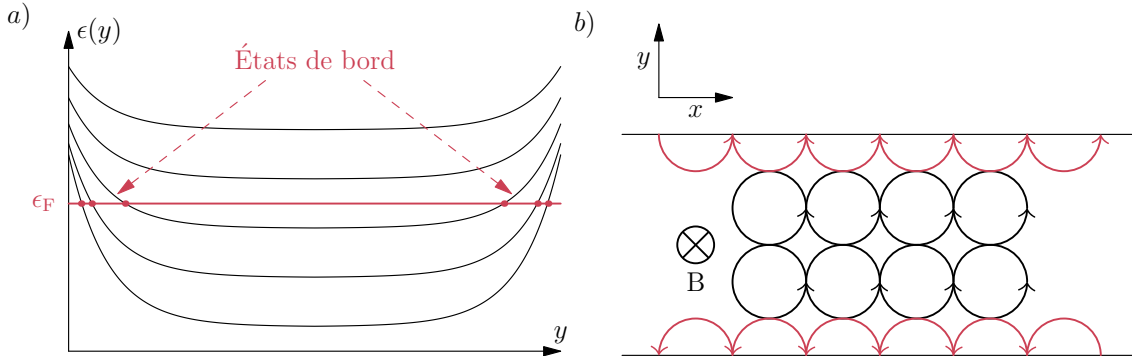 a)
ϵ(y)
États de bord
ϵF
y
b)
y
x
B